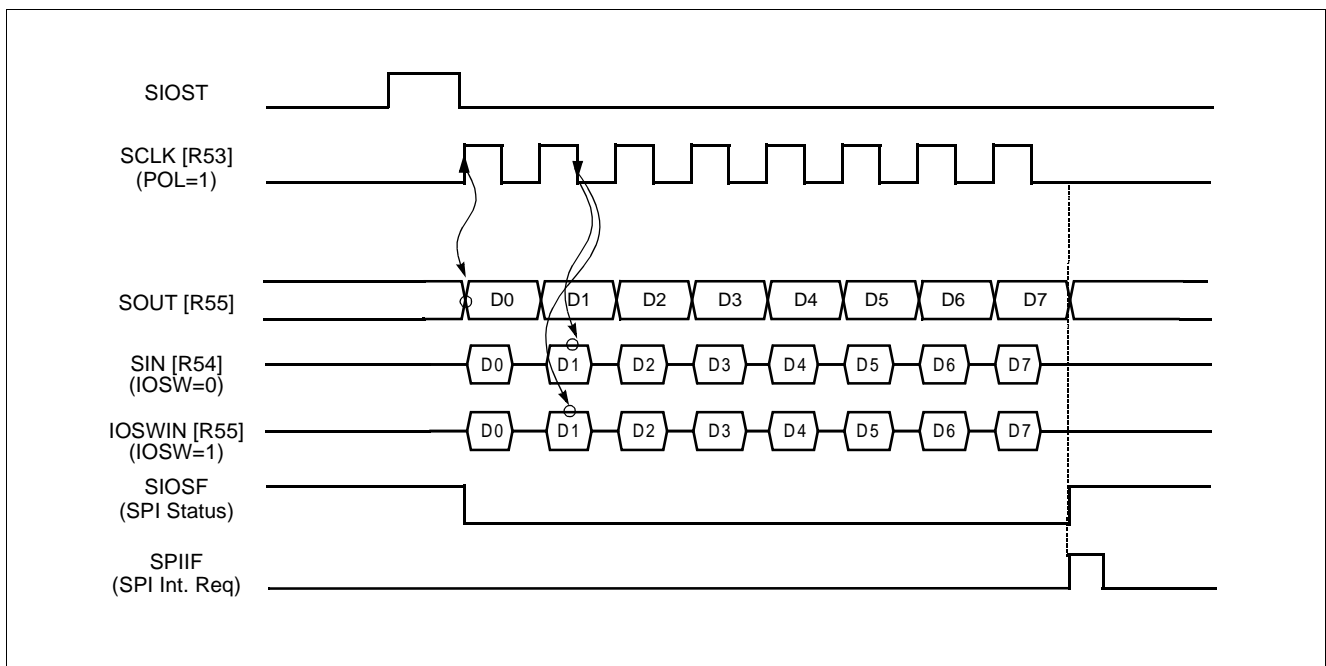 SIOST
SCLK [R53]
(POL=1)
SOUT [R55]
D0 D1 D2 D3 D4 D5 D6 D7
SIN [R54]
(IOSW=0)
D0 D1 D2 D3 D4 D5 D6 D7
IOSWIN [R55]
(IOSW=1)
D0 D1 D2 D3 D4 D5 D6 D7
SIOSF
(SPI Status)
SPIIF
(SPI Int. Req)